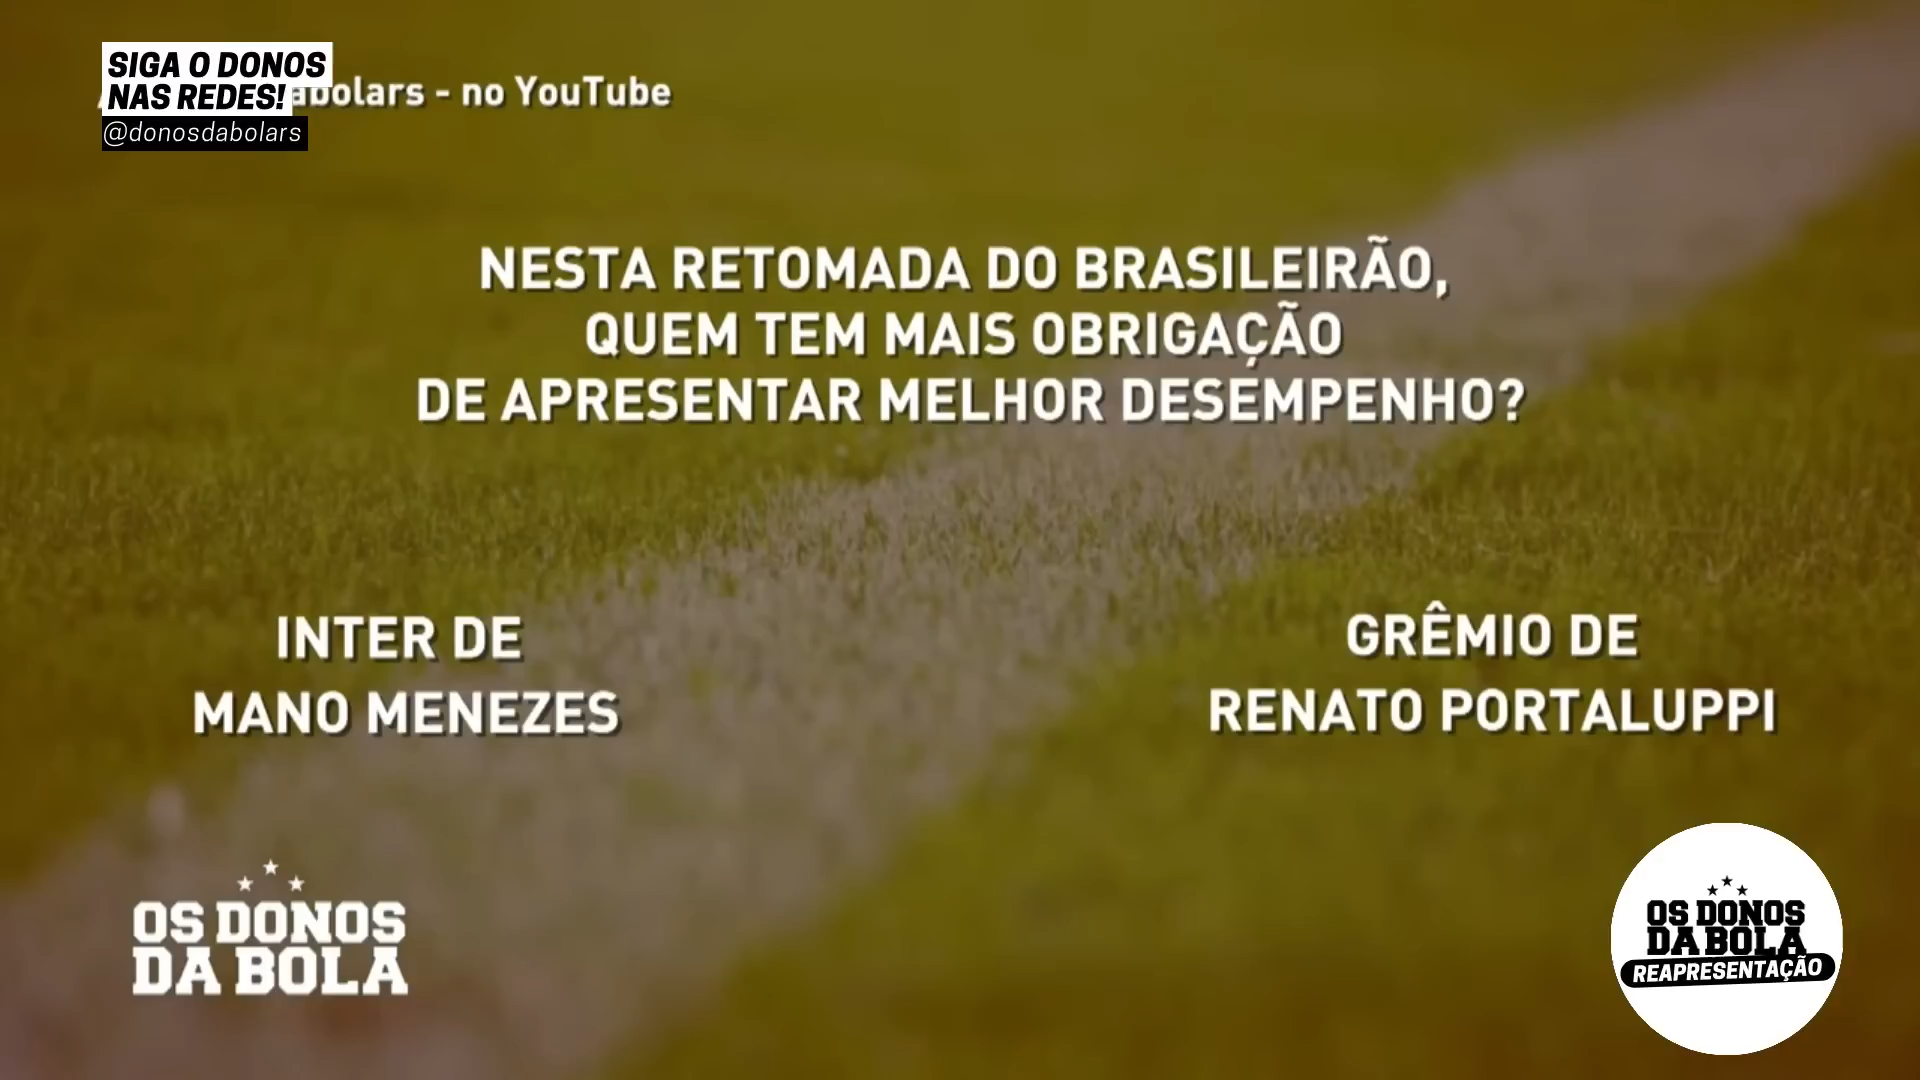 SIGA O DONOS
NAS REDES!
abolars - no YouTube
@donosdabolars
NESTA RETOMADA DO BRASILEIRÃO,
QUEM TEM MAIS OBRIGAÇÃO
DE APRESENTAR MELHOR DESEMPENHO?
INTER DE
MANO MENEZES
GRÊMIO DE
RENATO PORTALUPPI
OS DONOS
DA BOLA
OS DONOS
DA BOLA
REAPRESENTAÇÃO